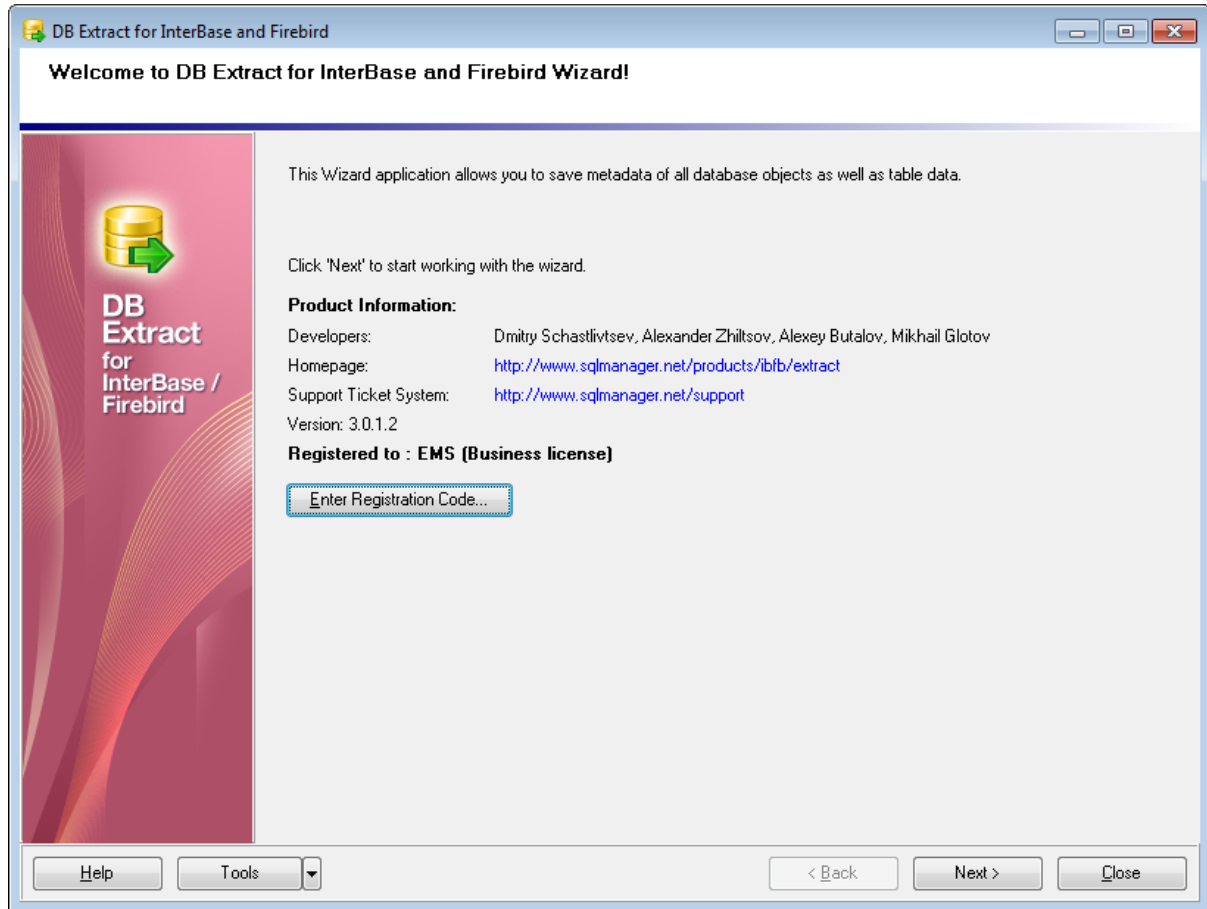 DB Extract for InterBase and Firebird
Welcome to DB Extract for InterBase and Firebird Wizard!
DB
Extract
for
InterBase /
Firebird
This Wizard application allows you to save metadata of all database objects as well as table data.
Click 'Next' to start working with the wizard.
Product Information:
Developers: Dmitry Schastlivtsev, Alexander Zhiltsov, Alexey Butalov, Mikhail Glotov
Homepage: http://www.sqlmanager.net/products/ibfb/extract
Support Ticket System: http://www.sqlmanager.net/support
Version: 3.0.1.2
Registered to : EMS (Business license)
Enter Registration Code...
Help Tools < Back Next > Close